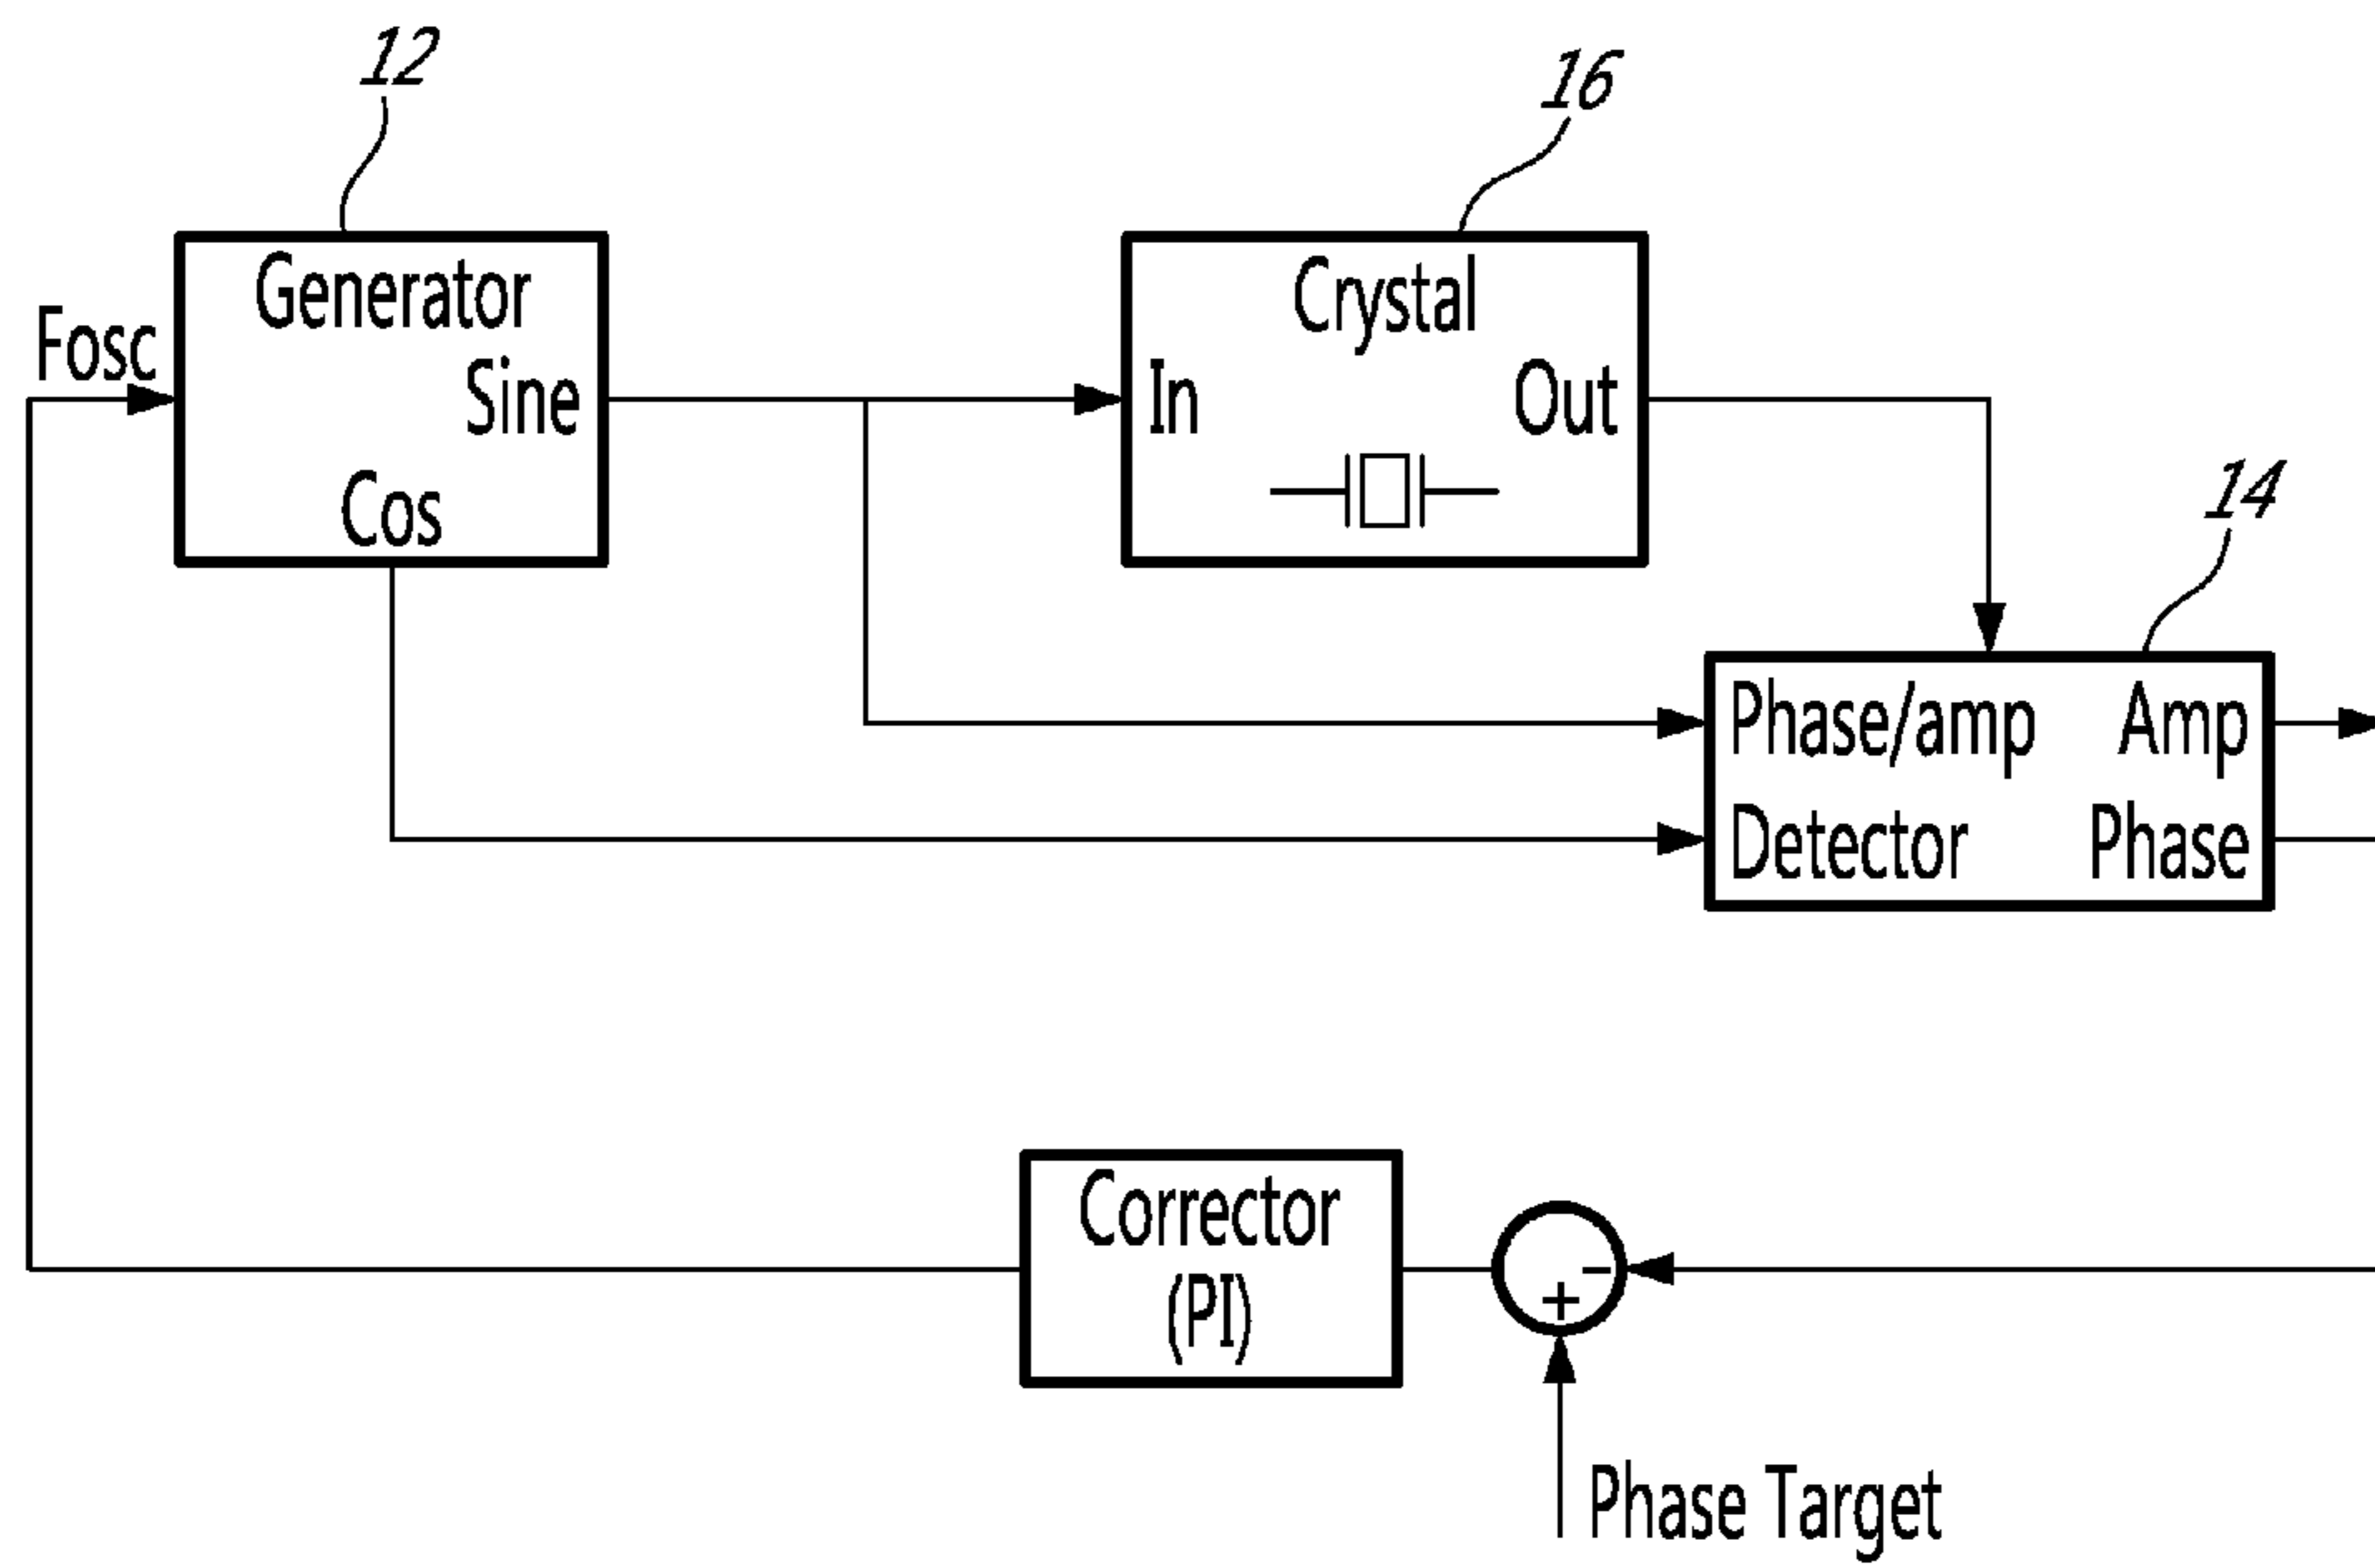 12
16
Generator
Crystal
Fosc
Sine
In
Out
Cos
14
Phase/amp
Amp
Detector
Phase
Corrector
(PI)
−
+
Phase Target